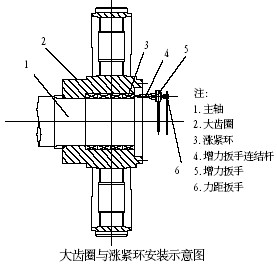 1
2
3
4
5
6
注:
1.主轴
2.大齿圈
3.涨紧环
4.增力扳手连结杆
5.增力扳手
6.力距扳手
大齿圈与涨紧环安装示意图